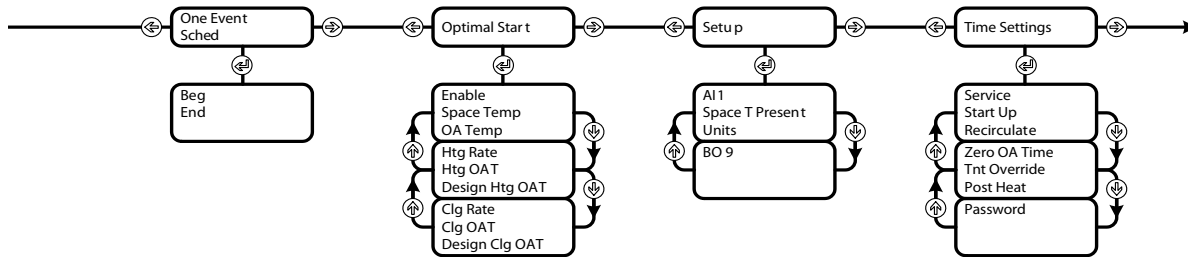 One Event
Sched
Optimal Start
Setup
Time Settings
Beg
End
Enable
Space Temp
OA Temp
Htg Rate
Htg OAT
Design Htg OAT
Clg Rate
Clg OAT
Design Clg OAT
AI 1
Space T Present
Units
BO 9
Service
Start Up
Recirculate
Zero OA Time
Tnt Override
Post Heat
Password